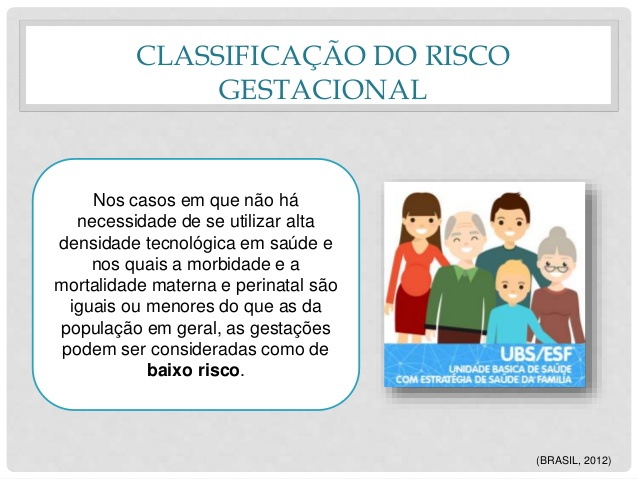 CLASSIFICAÇÃO DO RISCO
GESTACIONAL
Nos casos em que não há
necessidade de se utilizar alta
densidade tecnológica em saúde e
nos quais a morbidade e a
mortalidade materna e perinatal são
iguais ou menores do que as da
população em geral, as gestações
podem ser consideradas como de
baixo risco.
UBS/ESF
UNIDADE BASICA DE SAÚDE
COM ESTRATÉGIA DE SAÚDE DA FAMILIA
(BRASIL, 2012)